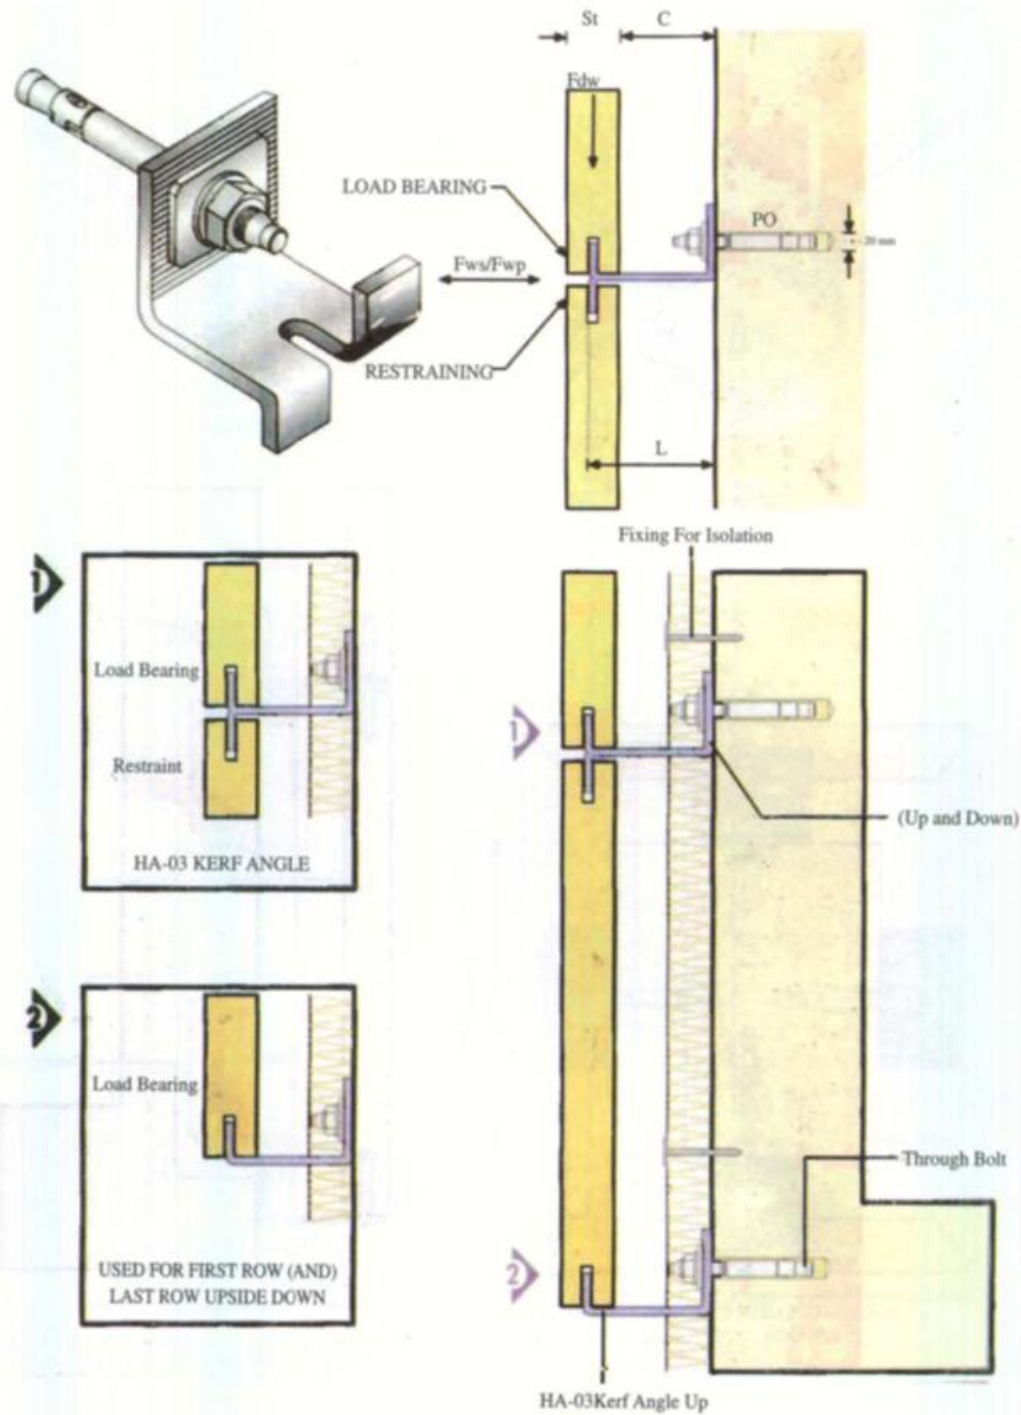 St
C
Fdw
LOAD BEARING
PO
20 mm
Fws/Fwp
RESTRAINING
L
Fixing For Isolation
1
Load Bearing
Restraint
HA-03 KERF ANGLE
1
(Up and Down)
2
Load Bearing
USED FOR FIRST ROW (AND)
LAST ROW UPSIDE DOWN
Through Bolt
2
HA-03Kerf Angle Up